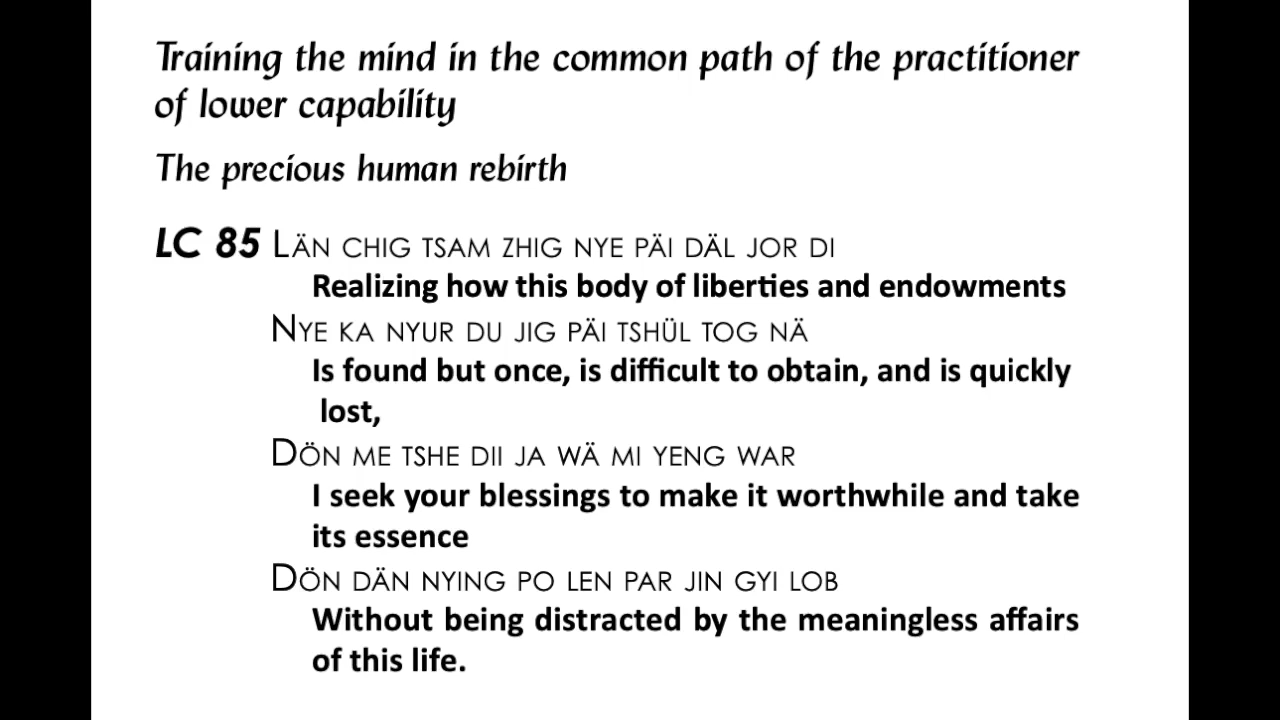 Training the mind in the common path of the practitioner
of lower capability
The precious human rebirth
LC 85 LÄN CHIG TSAM ZHIG NYE PÄI DÄL JOR DI
Realizing how this body of liberties and endowments
NYE KA NYUR DU JIG PÄI TSHÜL TOG NÄ
Is found but once, is difficult to obtain, and is quickly
lost,
DÖN ME TSHE DII JA WÄ MI YENG WAR
I seek your blessings to make it worthwhile and take
its essence
DÖN DÄN NYING PO LEN PAR JIN GYI LOB
Without being distracted by the meaningless affairs
of this life.